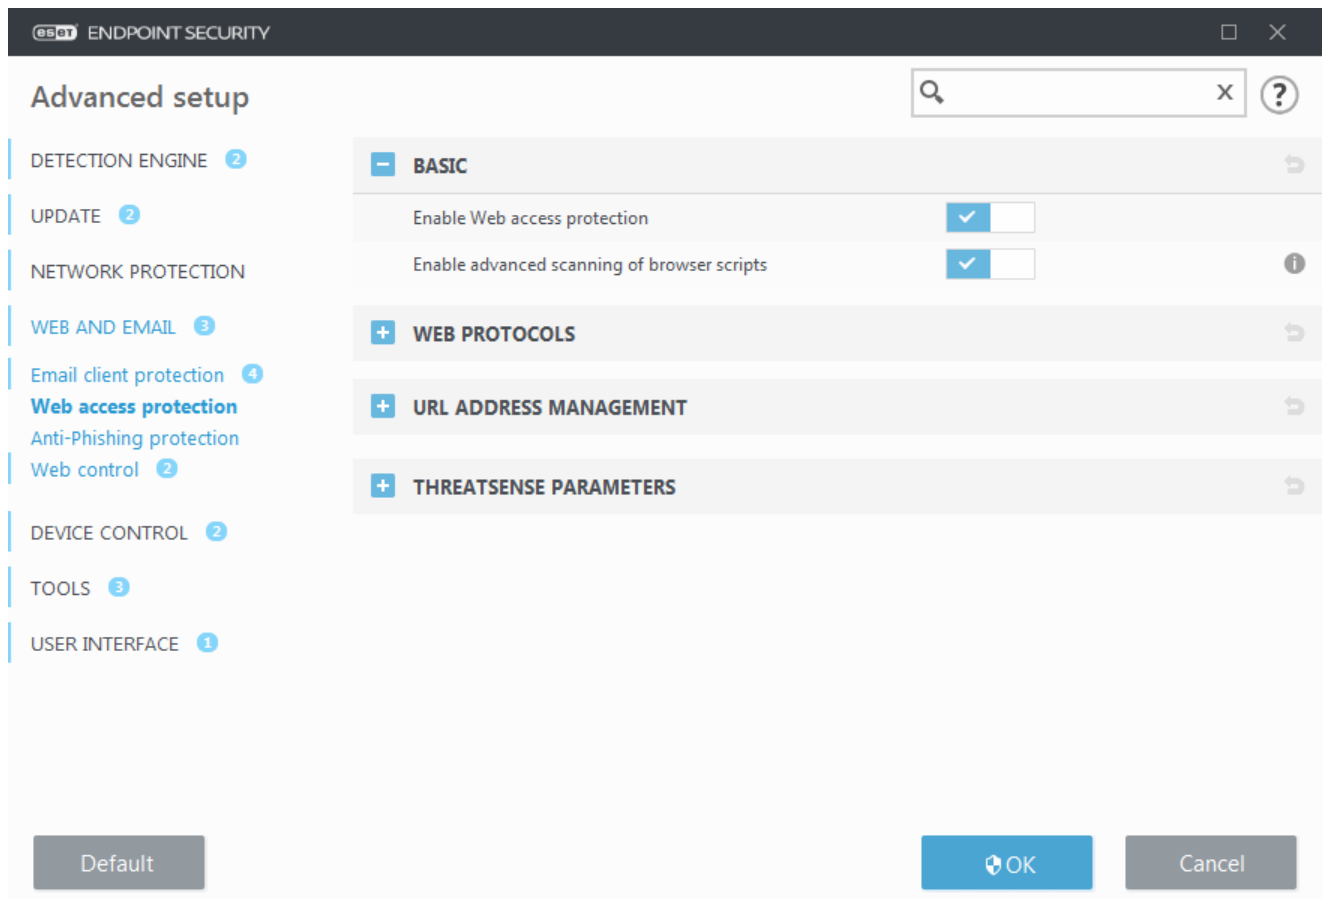 eset ENDPOINT SECURITY
Advanced setup
x
?
DETECTION ENGINE 2
UPDATE 2
NETWORK PROTECTION
WEB AND EMAIL 3
Email client protection 4
Web access protection
Anti-Phishing protection
Web control 2
DEVICE CONTROL 2
TOOLS 3
USER INTERFACE 1
BASIC
Enable Web access protection
Enable advanced scanning of browser scripts
i
WEB PROTOCOLS
URL ADDRESS MANAGEMENT
THREATSENSE PARAMETERS
Default
OK
Cancel